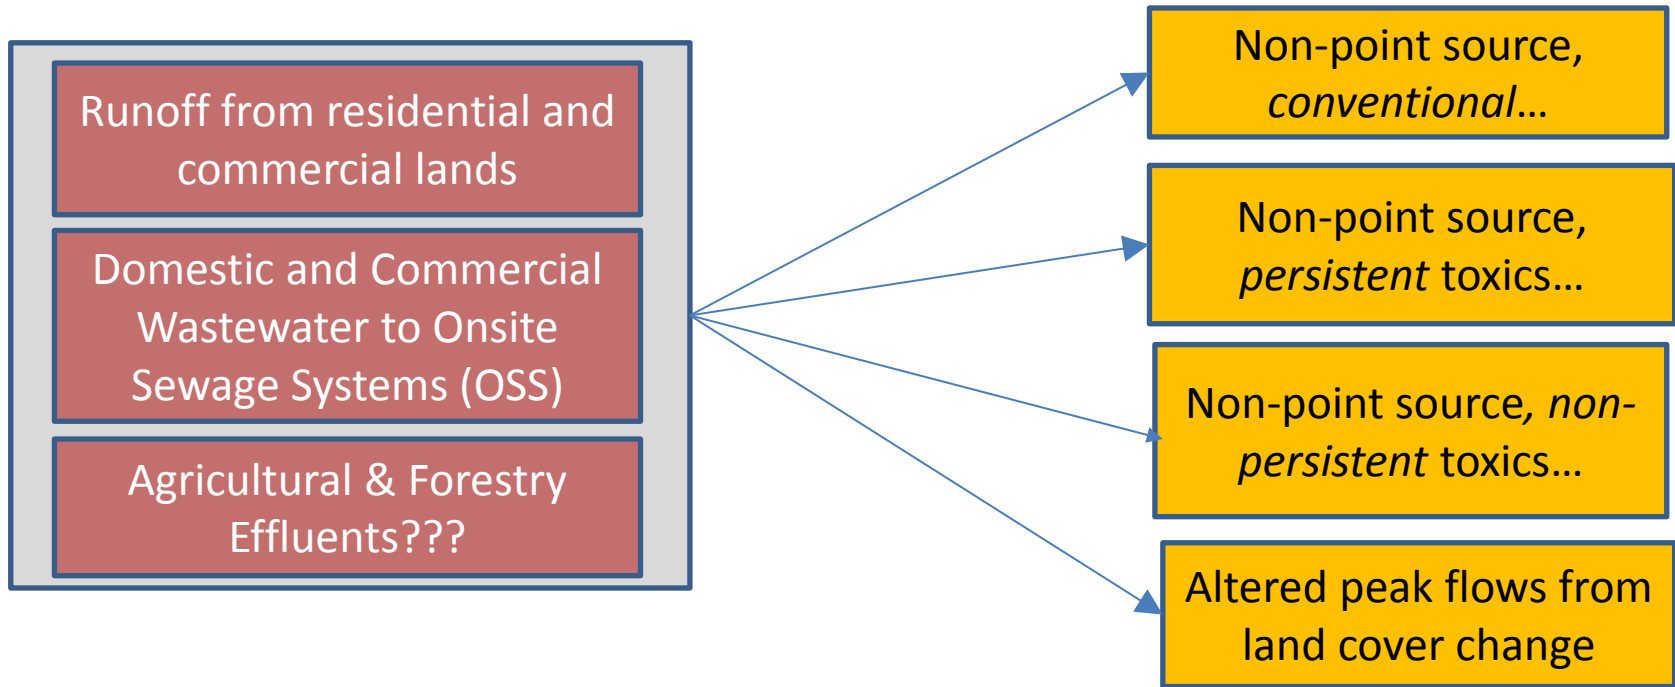 Runoff from residential and
commercial lands
Domestic and Commercial
Wastewater to Onsite
Sewage Systems (OSS)
Agricultural & Forestry
Effluents???
Non-point source,
conventional…
Non-point source,
persistent toxics…
Non-point source, non-
persistent toxics…
Altered peak flows from
land cover change